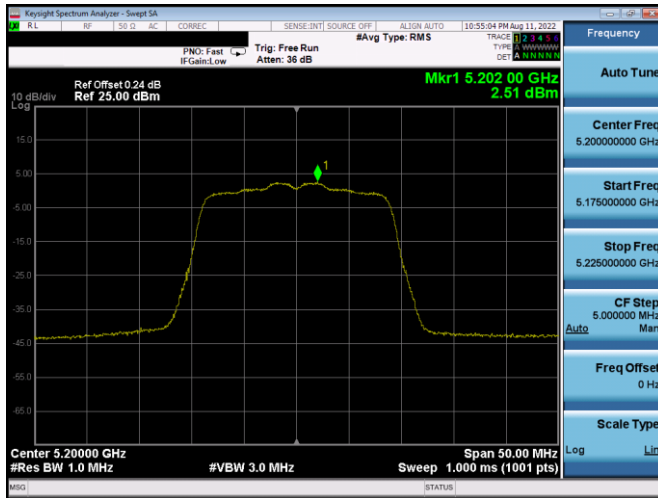 Keysight Spectrum Analyzer - Swept SA
RL RF 50 Ω AC CORREC SENSE:INT SOURCE OFF ALIGN AUTO 10:55:04 PM Aug 11, 2022
#Avg Type: RMS
TRACE 1 2 3 4 5 6
PNO: Fast Trig: Free Run
TYPE A WWWWW
IFGain:Low Atten: 36 dB
DET A N N N N N
Mkr1 5.202 00 GHz
2.51 dBm
Ref Offset 0.24 dB
10 dB/div Ref 25.00 dBm
Log
15.0
5.00
-5.00
-15.0
-25.0
-35.0
-45.0
-55.0
-65.0
1
Center 5.20000 GHz Span 50.00 MHz
#Res BW 1.0 MHz #VBW 3.0 MHz Sweep 1.000 ms (1001 pts)
MSG STATUS
Frequency
Auto Tune
Center Freq
5.200000000 GHz
Start Freq
5.175000000 GHz
Stop Freq
5.225000000 GHz
CF Step
5.000000 MHz
Auto Man
Freq Offset
0 Hz
Scale Type
Log Lin